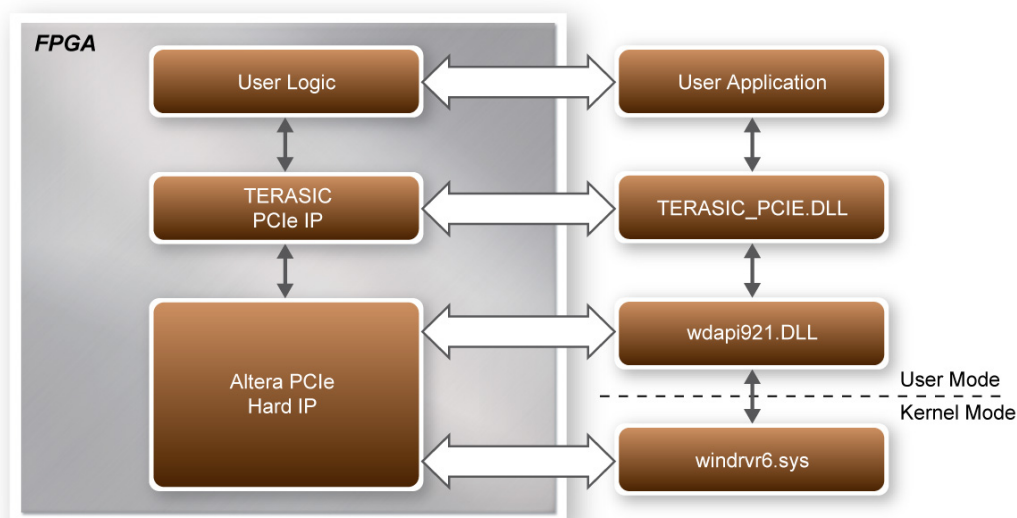 FPGA
User Logic
User Application
TERASIC
PCIe IP
TERASIC_PCIE.DLL
Altera PCIe
Hard IP
wdapi921.DLL
User Mode
Kernel Mode
windrvr6.sys